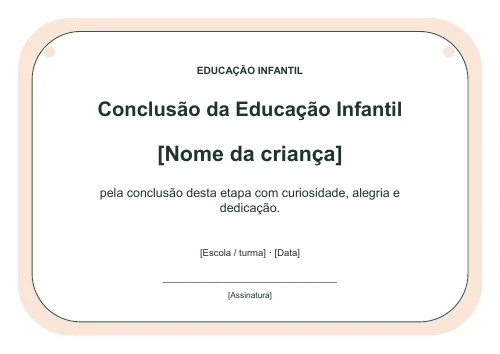 EDUCAÇÃO INFANTIL
Conclusão da Educação Infantil
[Nome da criança]
pela conclusão desta etapa com curiosidade, alegria e
dedicação.
[Escola / turma] · [Data]
[Assinatura]